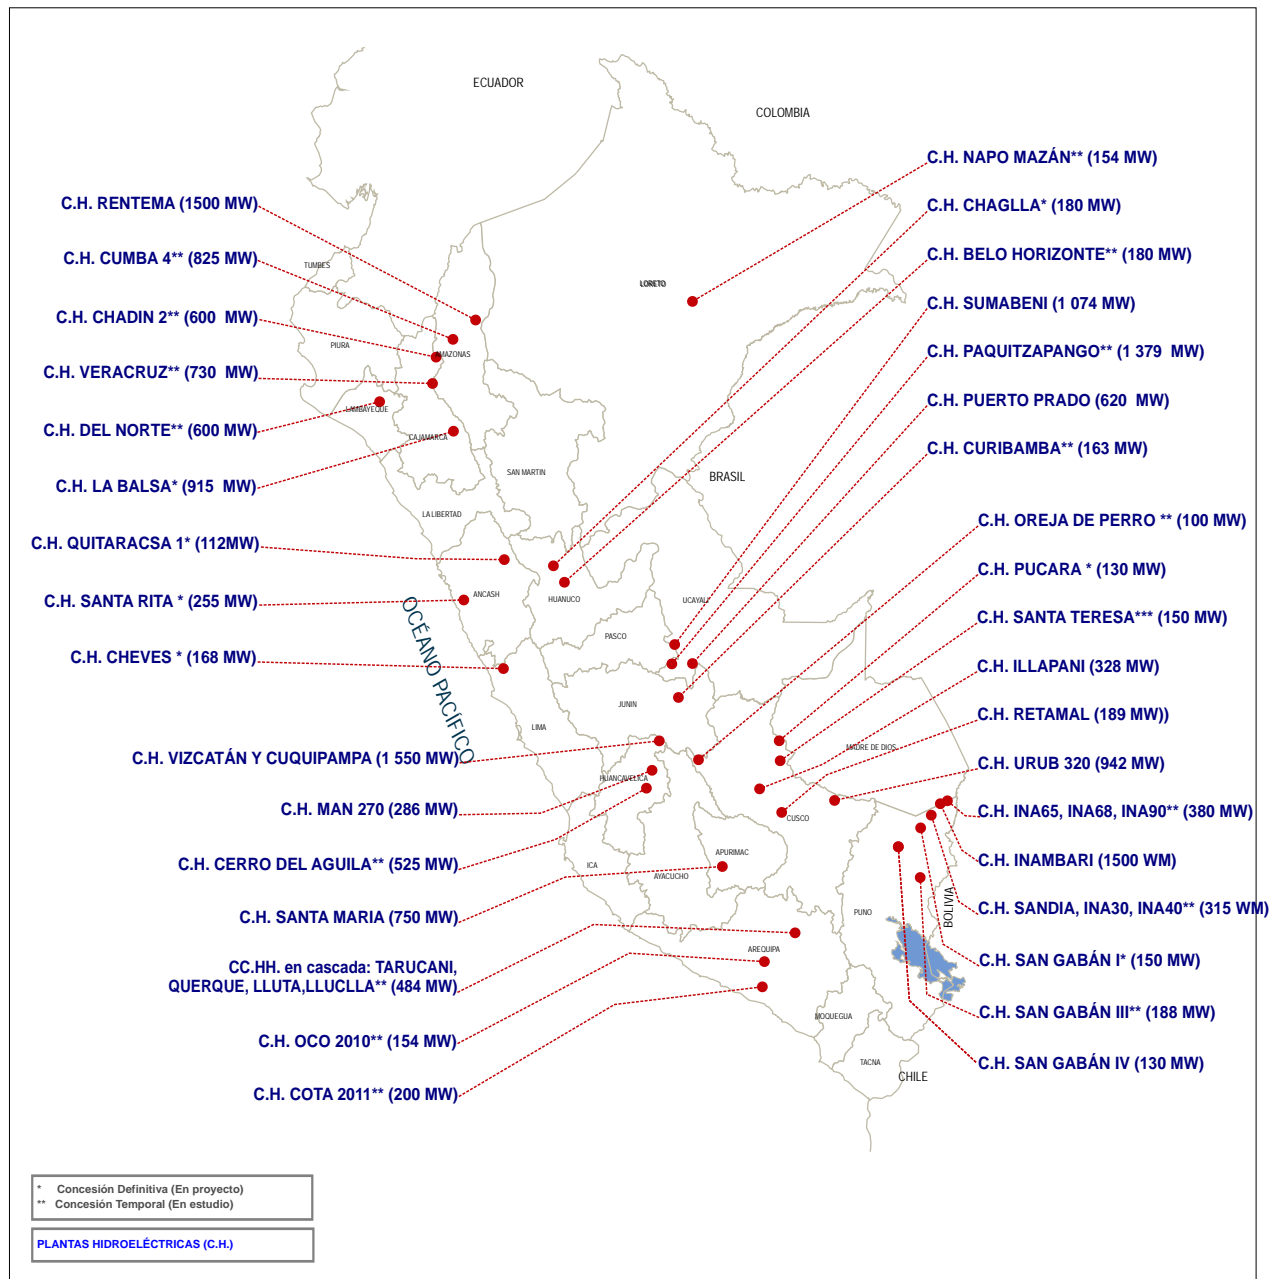 ECUADOR
COLOMBIA
C.H. NAPO MAZÁN** (154 MW)
C.H. RENTEMA (1500 MW)
C.H. CHAGLLA* (180 MW)
C.H. CUMBA 4** (825 MW)
C.H. BELO HORIZONTE** (180 MW)
TUMBES
LORETO
C.H. SUMABENI (1 074 MW)
C.H. CHADIN 2** (600 MW)
PIURA
AMAZONAS
C.H. PAQUITZAPANGO** (1 379 MW)
C.H. VERACRUZ** (730 MW)
C.H. PUERTO PRADO (620 MW)
LAMBAYEQUE
C.H. DEL NORTE** (600 MW)
CAJAMARCA
C.H. CURIBAMBA** (163 MW)
SAN MARTIN
BRASIL
C.H. LA BALSA* (915 MW)
LA LIBERTAD
C.H. OREJA DE PERRO ** (100 MW)
C.H. QUITARACSA 1* (112MW)
C.H. PUCARA * (130 MW)
ANCASH
HUANUCO
UCAYALI
C.H. SANTA RITA * (255 MW)
C.H. SANTA TERESA*** (150 MW)
PASCO
C.H. CHEVES * (168 MW)
OCÉANO PACÍFICO
C.H. ILLAPANI (328 MW)
JUNIN
C.H. RETAMAL (189 MW))
LIMA
MADRE DE DIOS
C.H. VIZCATÁN Y CUQUIPAMPA (1 550 MW)
C.H. URUB 320 (942 MW)
HUANCAVELICA
C.H. MAN 270 (286 MW)
CUSCO
C.H. INA65, INA68, INA90** (380 MW)
APURIMAC
C.H. CERRO DEL AGUILA** (525 MW)
ICA
AYACUCHO
C.H. INAMBARI (1500 WM)
C.H. SANTA MARIA (750 MW)
PUNO
BOLIVIA
C.H. SANDIA, INA30, INA40** (315 WM)
AREQUIPA
C.H. SAN GABÁN I* (150 MW)
CC.HH. en cascada: TARUCANI,
QUERQUE, LLUTA,LLUCLLA** (484 MW)
MOQUEGUA
C.H. SAN GABÁN III** (188 MW)
C.H. OCO 2010** (154 MW)
TACNA
C.H. SAN GABÁN IV (130 MW)
CHILE
C.H. COTA 2011** (200 MW)
* Concesión Definitiva (En proyecto)
** Concesión Temporal (En estudio)
PLANTAS HIDROELÉCTRICAS (C.H.)